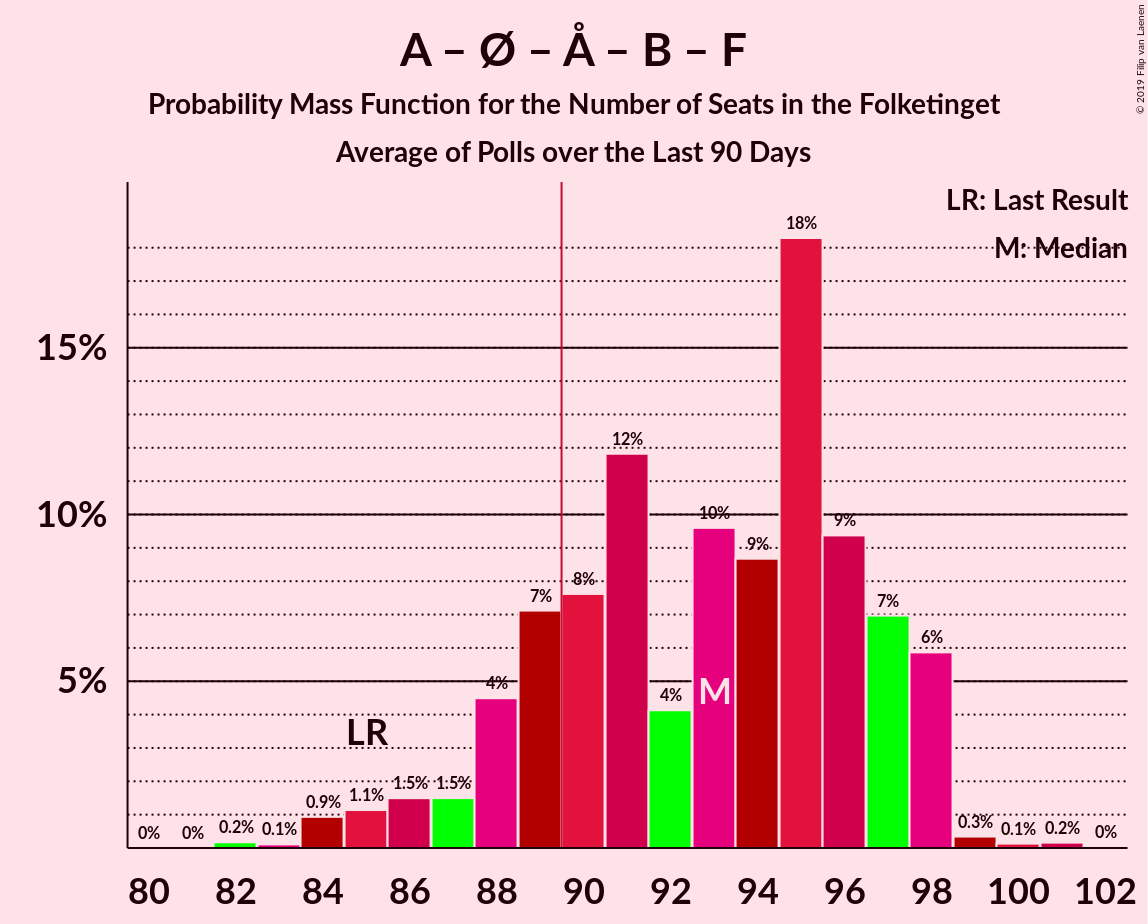 A – Ø – Å – B – F
Probability Mass Function for the Number of Seats in the Folketinget
Average of Polls over the Last 90 Days
© 2019 Filip van Laenen
LR: Last Result
M: Median
18%
15%
12%
10%
10%
9%
9%
8%
7%
7%
6%
5%
4%
4%
M
LR
1.5%
1.5%
1.1%
0.9%
0%
0%
0.2%
0.1%
0.3%
0.1%
0.2%
0%
80 82 84 86 88 90 92 94 96 98 100 102